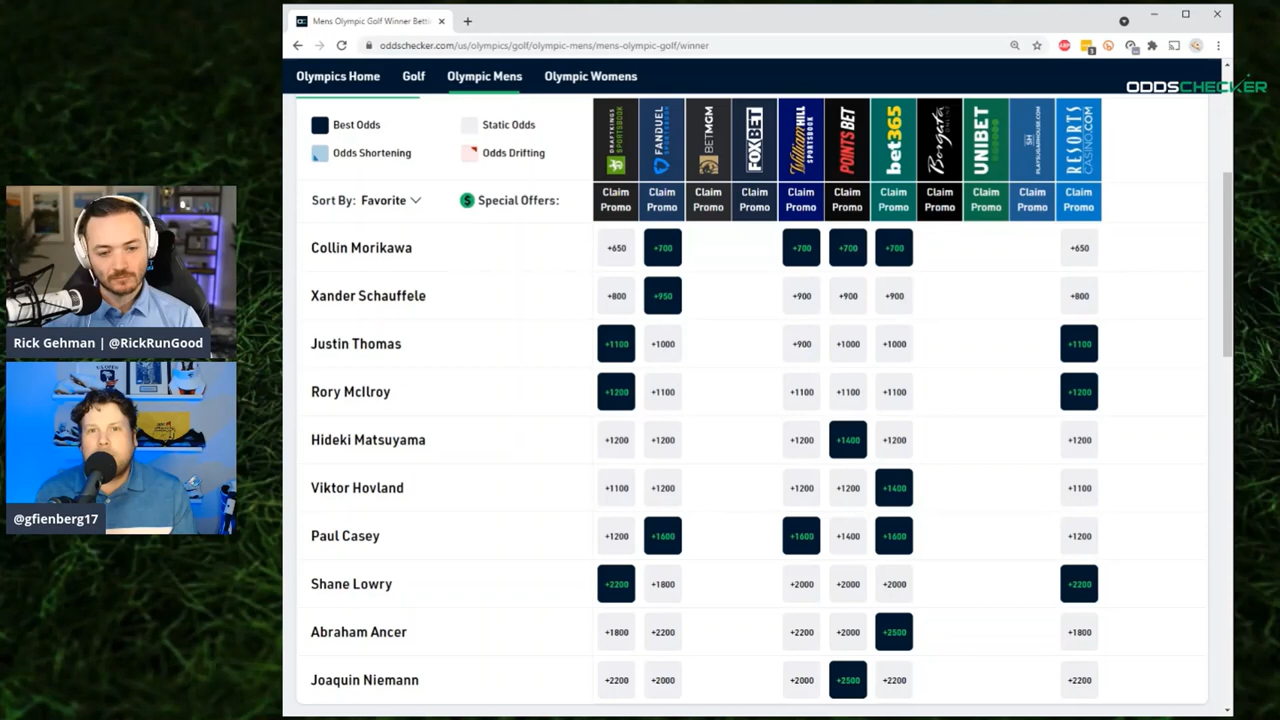 Mens Olympic Golf Winner Betti
oddschecker.com/us/olympics/golf/olympic-mens/mens-olympic-golf/winner
Olympics Home Golf Olympic Mens Olympic Womens
ODDSCHECKER
Best Odds Static Odds
Odds Shortening Odds Drifting
DRAFTKINGS SPORTSBOOK
FANDUEL SPORTSBOOK
BETMGM
FOXBET
William HILL SPORTSBOOK
POINTSBET
bet365
Borgata ONLINE
UNIBET
SH PLAYSUGARHOUSE.COM
RESORTS CASINO.COM
Sort By: Favorite $ Special Offers:
Claim Claim Claim Claim Claim Claim Claim Claim Claim Claim Claim
Promo Promo Promo Promo Promo Promo Promo Promo Promo Promo Promo
Collin Morikawa +650 +700 +700 +700 +700 +650
Xander Schauffele +800 +950 +900 +900 +900 +800
Justin Thomas +1100 +1000 +900 +1000 +1000 +1100
Rory McIlroy +1200 +1100 +1100 +1100 +1100 +1200
Hideki Matsuyama +1200 +1200 +1200 +1400 +1200 +1200
Viktor Hovland +1100 +1200 +1200 +1200 +1400 +1100
Paul Casey +1200 +1600 +1600 +1400 +1600 +1200
Shane Lowry +2200 +1800 +2000 +2000 +2000 +2200
Abraham Ancer +1800 +2200 +2200 +2000 +2500 +1800
Joaquin Niemann +2200 +2000 +2000 +2500 +2200 +2200
Rick Gehman | @RickRunGood
@gfienberg17